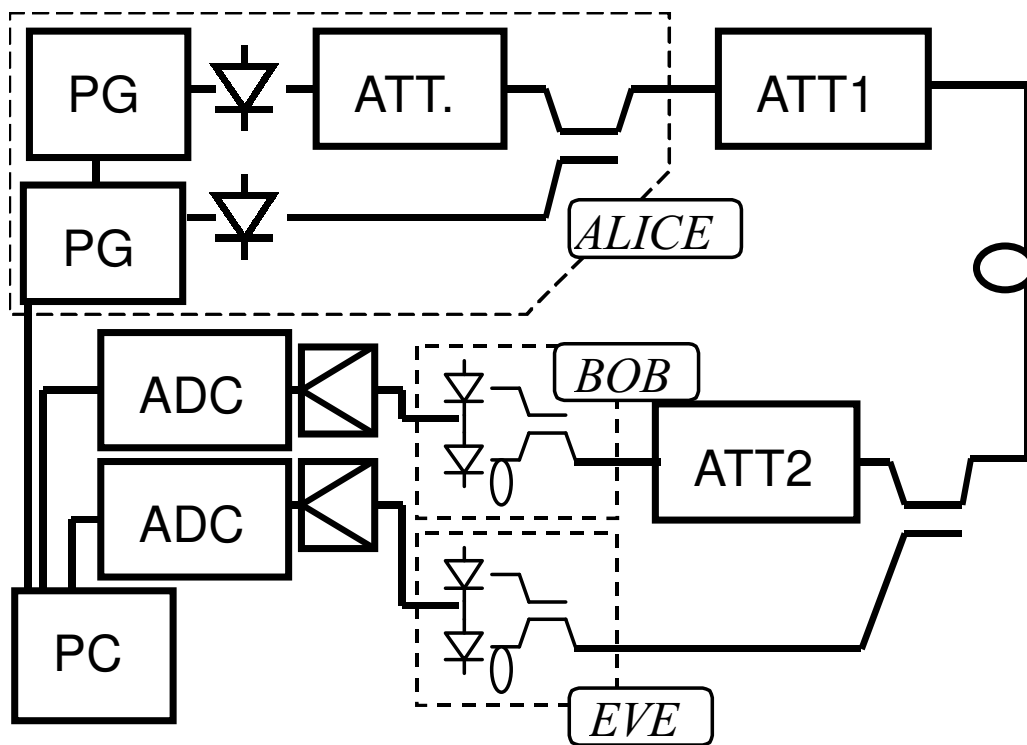 PG
ATT.
ATT1
PG
ALICE
BOB
ADC
ATT2
ADC
PC
EVE